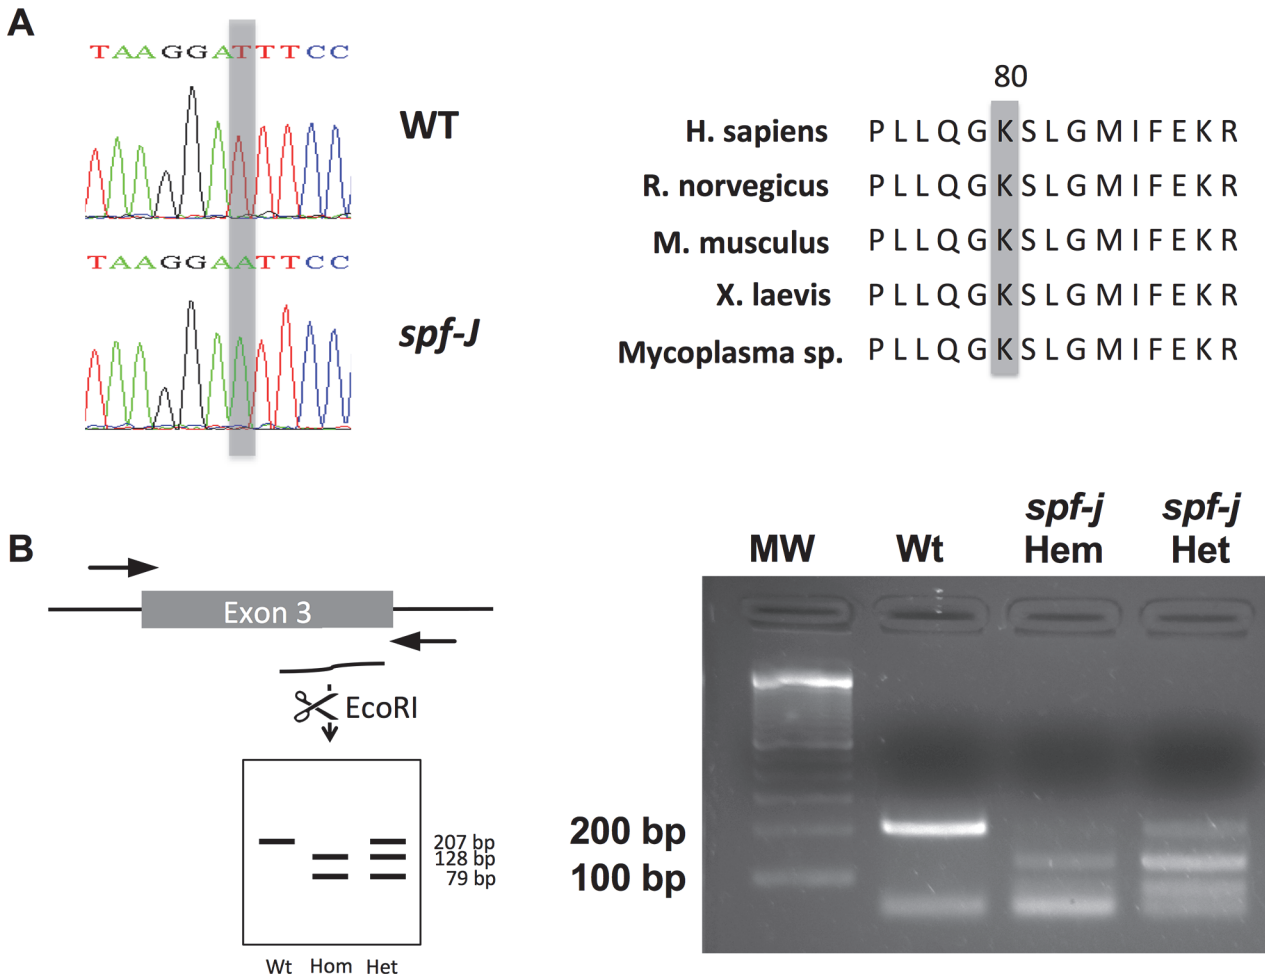 A
TAAGGATTTCC
WT
TAAGGAATTCC
spf-J
80
H. sapiens PLLQGKSLGMIFEKR
R. norvegicus PLLQGKSLGMIFEKR
M. musculus PLLQGKSLGMIFEKR
X. laevis PLLQGKSLGMIFEKR
Mycoplasma sp. PLLQGKSLGMIFEKR
B
Exon 3
EcoRI
207 bp
128 bp
79 bp
Wt Hom Het
MW Wt spf-j Hem spf-j Het
200 bp
100 bp